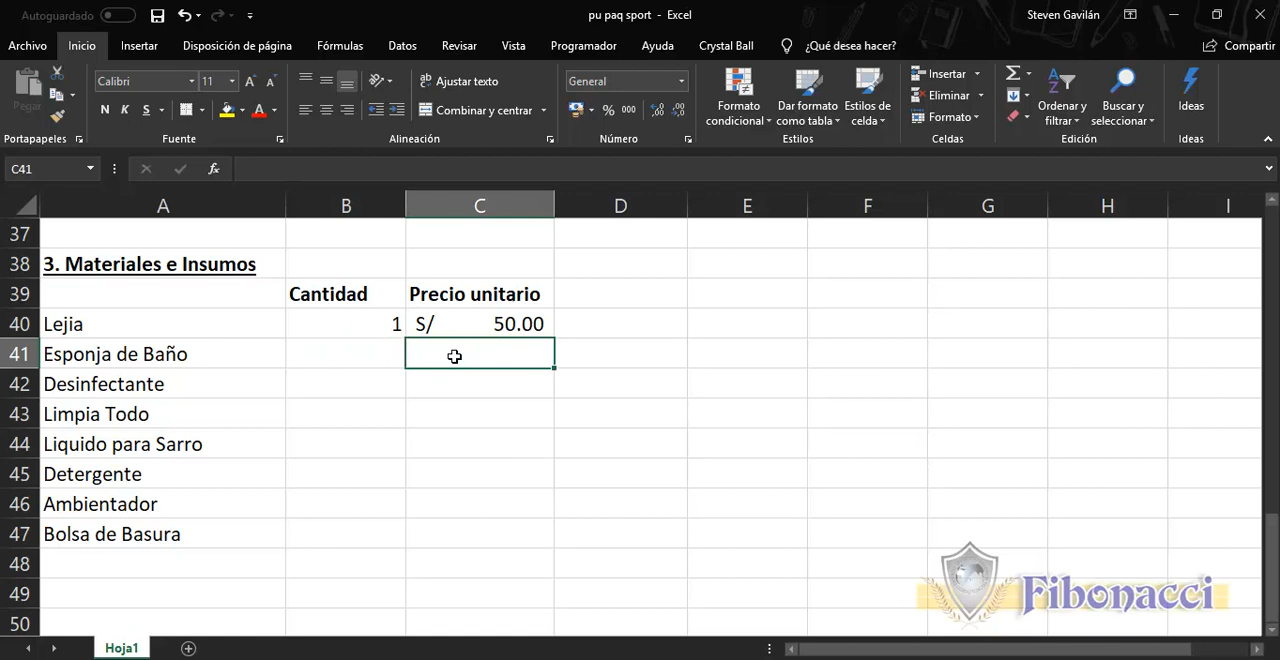 Autoguardado
pu paq sport - Excel
Steven Gavilán
Archivo Inicio Insertar Disposición de página Fórmulas Datos Revisar Vista Programador Ayuda Crystal Ball ¿Qué desea hacer? Compartir
Pegar
Calibri 11
N K S
Ajustar texto
Combinar y centrar
General
% 000
Formato condicional
Dar formato como tabla
Estilos de celda
Insertar
Eliminar
Formato
Ordenar y filtrar
Buscar y seleccionar
Ideas
Portapapeles Fuente Alineación Número Estilos Celdas Edición Ideas
C41 fx
A B C D E F G H I
37
38 3. Materiales e Insumos
39 Cantidad Precio unitario
40 Lejia 1 S/ 50.00
41 Esponja de Baño
42 Desinfectante
43 Limpia Todo
44 Liquido para Sarro
45 Detergente
46 Ambientador
47 Bolsa de Basura
48
49
50
Fibonacci
Hoja1